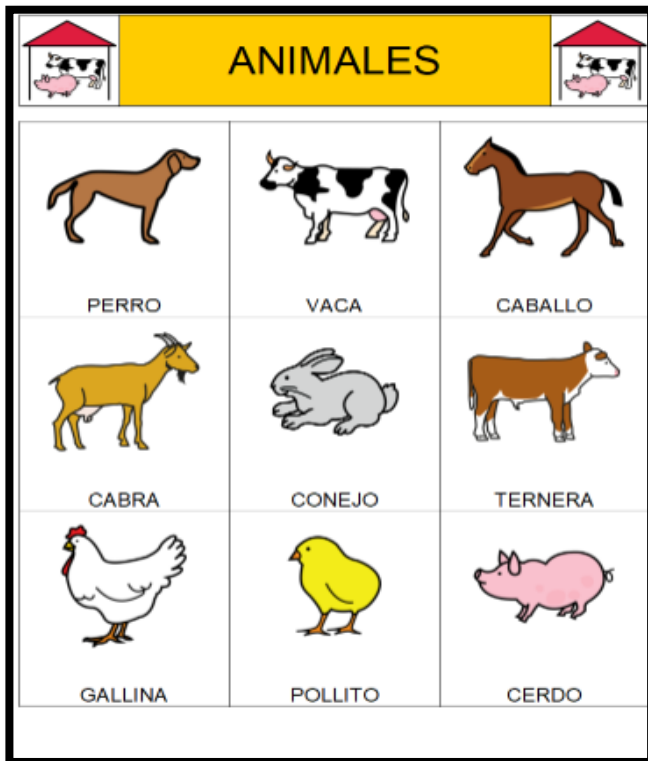 ANIMALES
PERRO VACA CABALLO
CABRA CONEJO TERNERA
GALLINA POLLITO CERDO